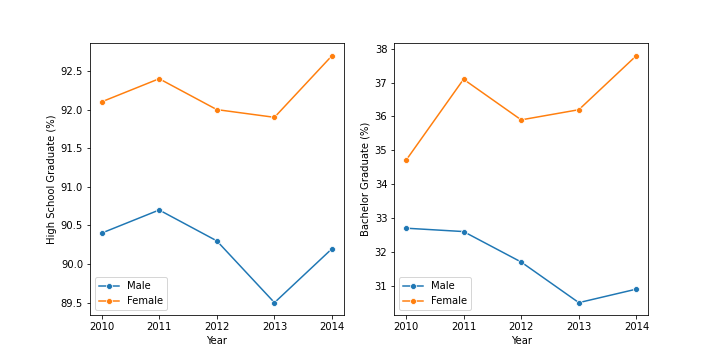 High School Graduate (%)
92.5
92.0
91.5
91.0
90.5
90.0
89.5
Male
Female
2010 2011 2012 2013 2014
Year
Bachelor Graduate (%)
38
37
36
35
34
33
32
31
Male
Female
2010 2011 2012 2013 2014
Year